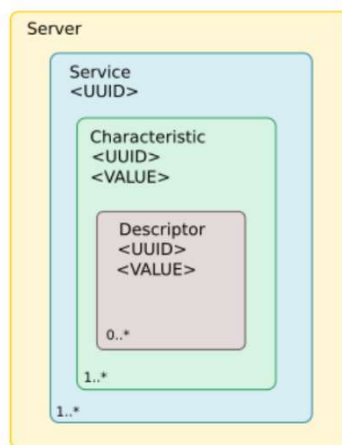 Server
Service
<UUID>
Characteristic
<UUID>
<VALUE>
Descriptor
<UUID>
<VALUE>
0..*
1..*
1..*